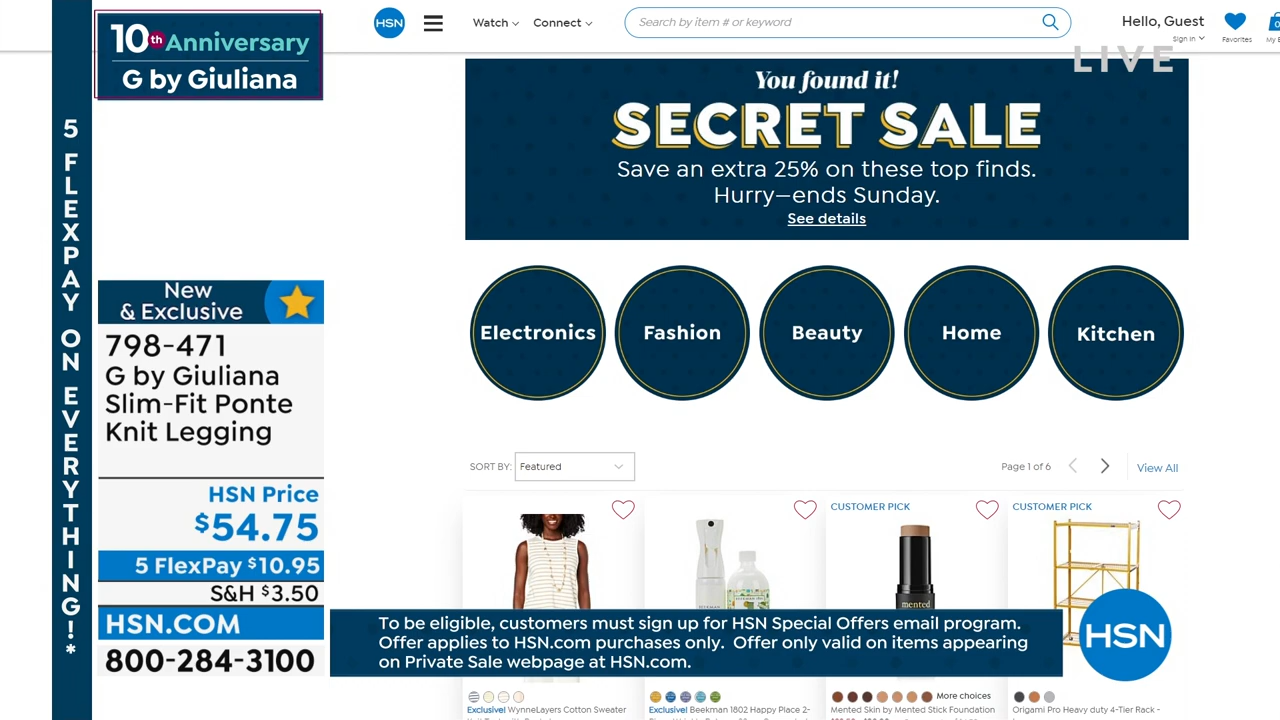 10th Anniversary
G by Giuliana
5 FLEXPAY ON EVERYTHING!*
New
& Exclusive
798-471
G by Giuliana
Slim-Fit Ponte
Knit Legging
HSN Price
$54.75
5 FlexPay $10.95
S&H $3.50
HSN.COM
800-284-3100
HSN
Watch
Connect
Search by item # or keyword
Hello, Guest
Sign In
Favorites
LIVE
You found it!
SECRET SALE
Save an extra 25% on these top finds.
Hurry—ends Sunday.
See details
Electronics
Fashion
Beauty
Home
Kitchen
SORT BY: Featured
Page 1 of 6
View All
CUSTOMER PICK
CUSTOMER PICK
mented
To be eligible, customers must sign up for HSN Special Offers email program.
Offer applies to HSN.com purchases only. Offer only valid on items appearing
on Private Sale webpage at HSN.com.
HSN
More choices
Exclusive! WynneLayers Cotton Sweater
Exclusive! Beekman 1802 Happy Place 2-
Mented Skin by Mented Stick Foundation
Origami Pro Heavy duty 4-Tier Rack -